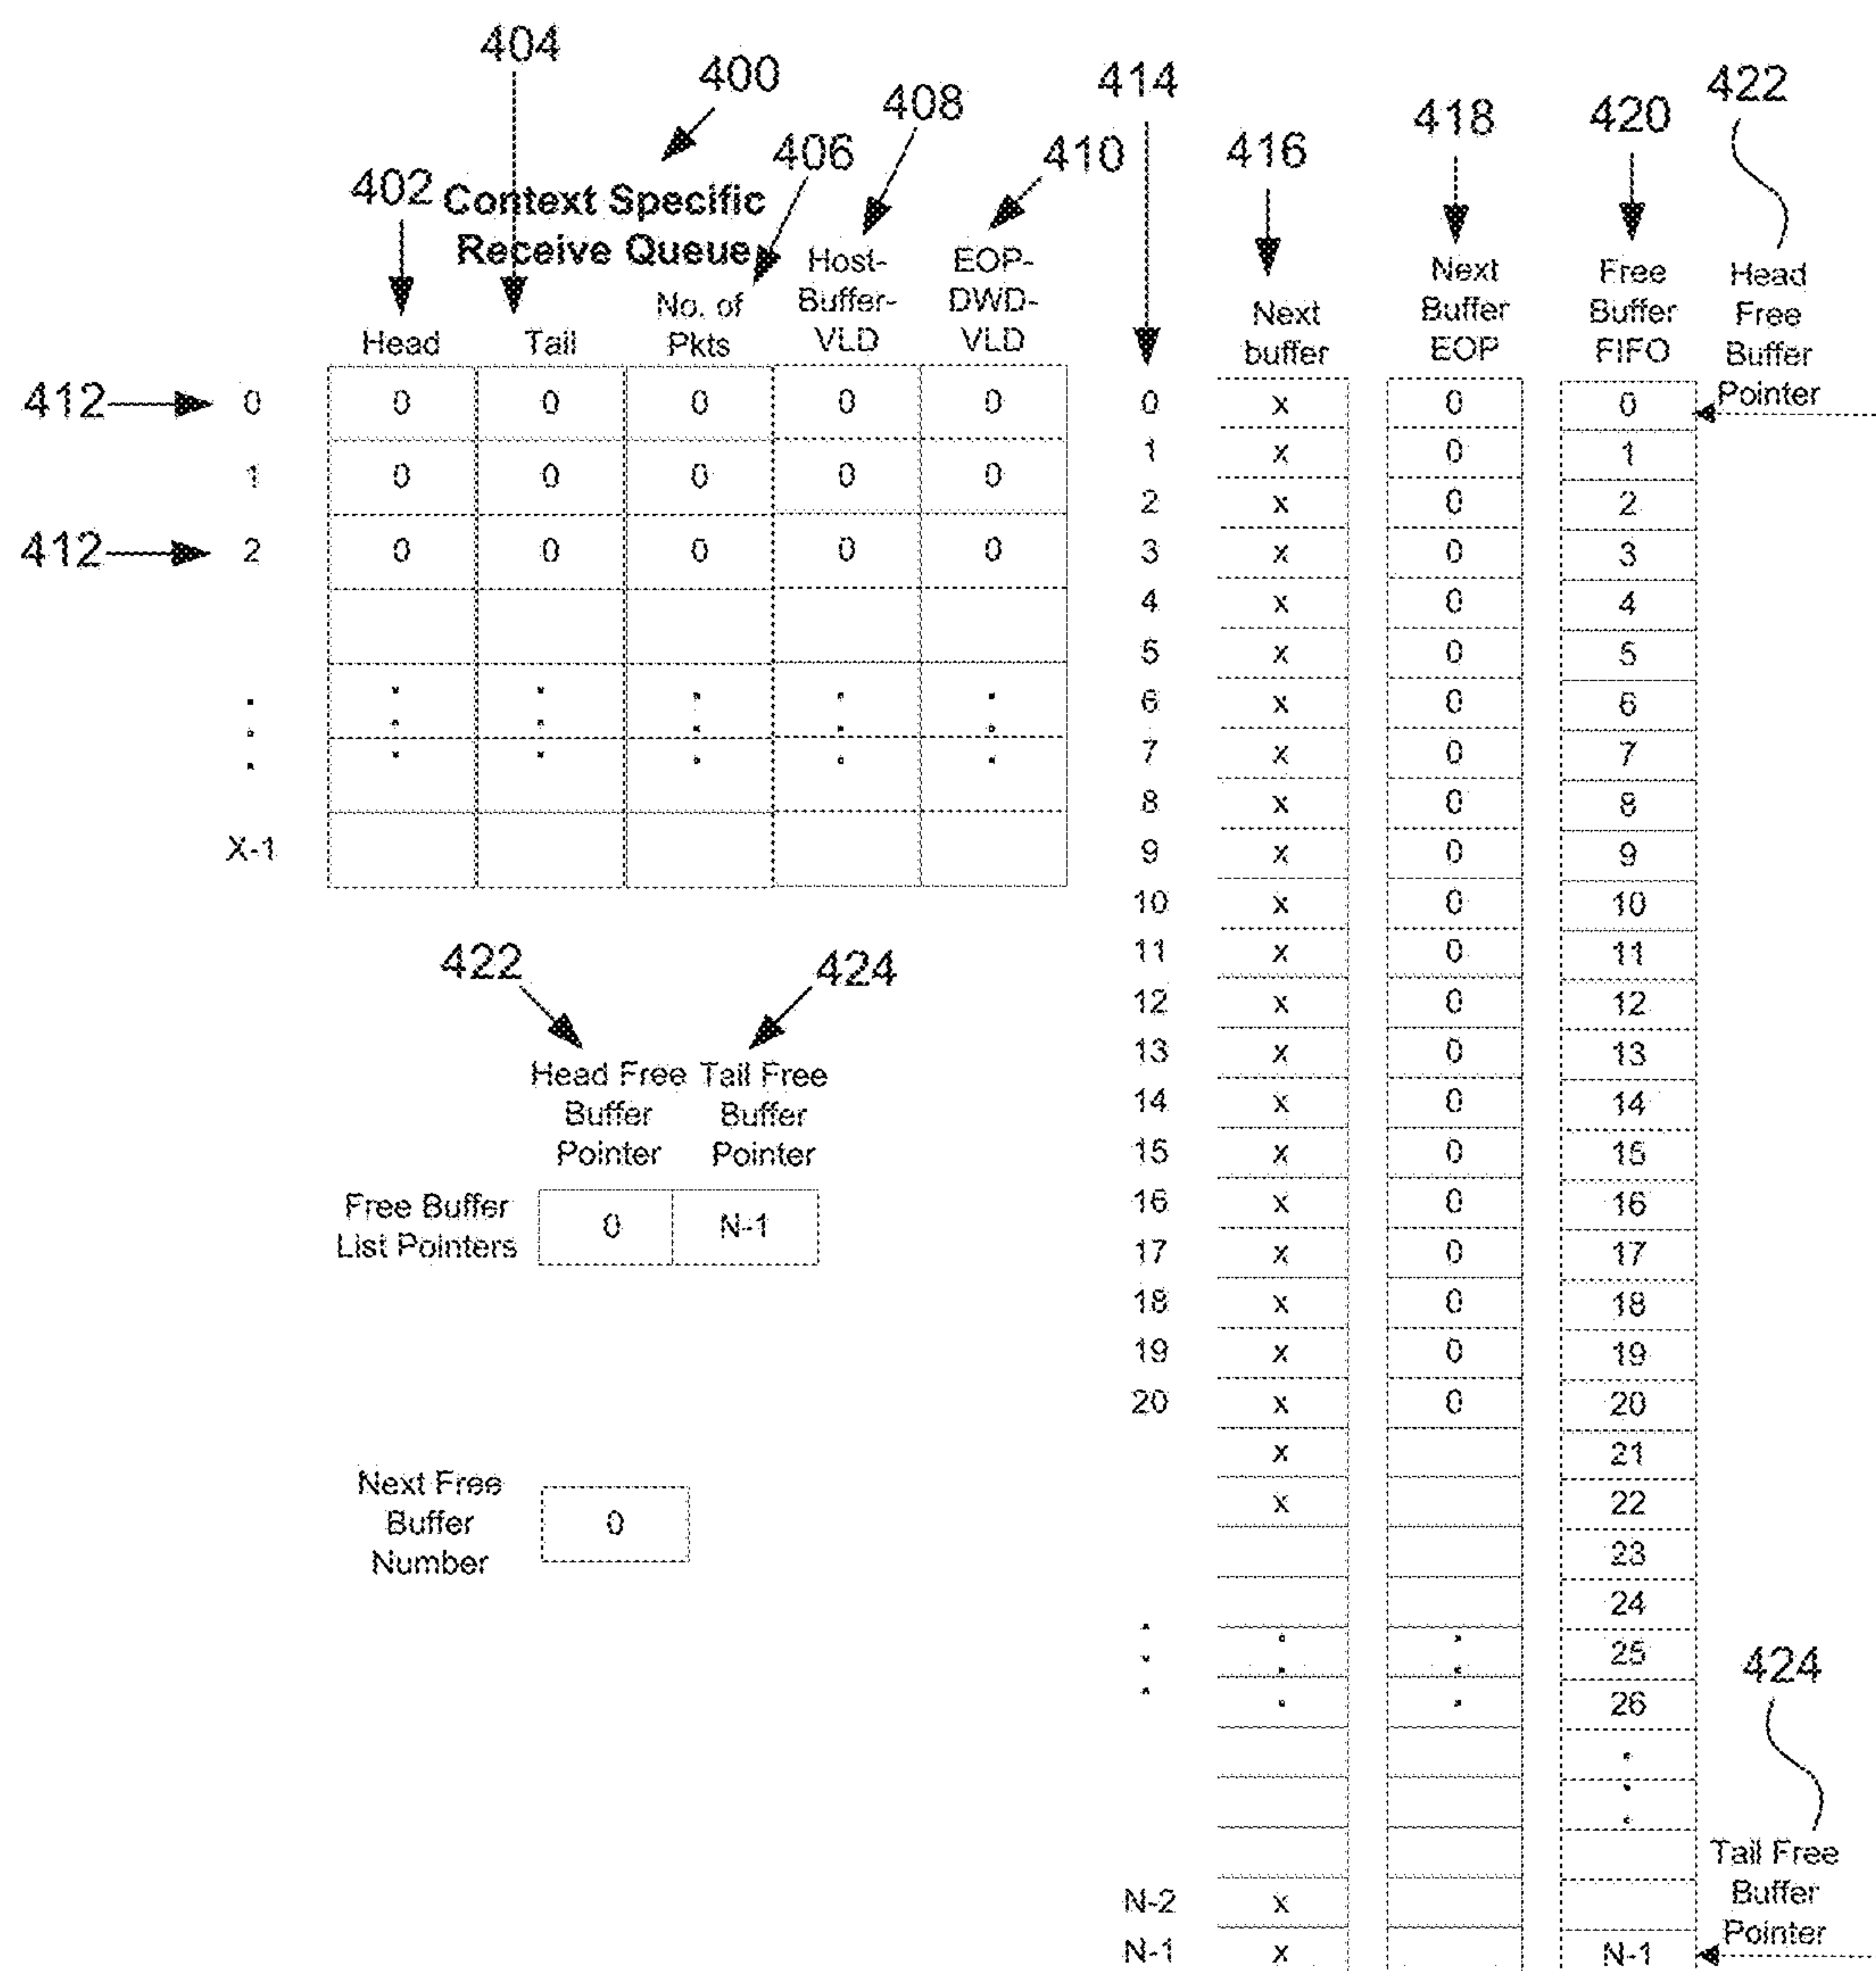 404
400
408
414
418
420
422
402
Context Specific
Receive Queue
406
410
416
Head
Tail
No. of
Pkts
Host-
Buffer-
VLD
EOP-
DWD-
VLD
Next
buffer
Next
Buffer
EOP
Free
Buffer
FIFO
Head
Free
Buffer
Pointer
412 0 0 0 0 0 0
1 0 0 0 0 0
412 2 0 0 0 0 0
X-1
0 x 0 0
1 x 0 1
2 x 0 2
3 x 0 3
4 x 0 4
5 x 0 5
6 x 0 6
7 x 0 7
8 x 0 8
9 x 0 9
10 x 0 10
11 x 0 11
12 x 0 12
13 x 0 13
14 x 0 14
15 x 0 15
16 x 0 16
17 x 0 17
18 x 0 18
19 x 0 19
20 x 0 20
x 21
x 22
23
24
25
26
N-2 x
N-1 x N-1
422
424
Head Free
Buffer
Pointer
Tail Free
Buffer
Pointer
Free Buffer
List Pointers
0 N-1
Next Free
Buffer
Number
0
424
Tail Free
Buffer
Pointer